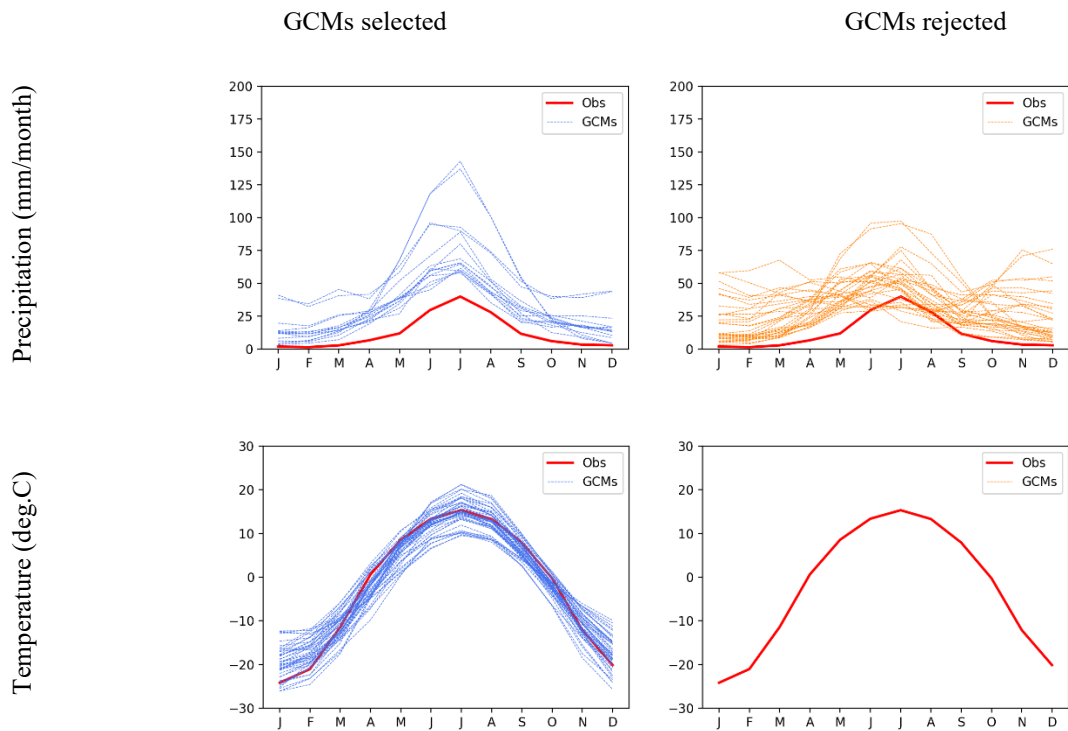 GCMs selected
GCMs rejected
Precipitation (mm/month)
200
175
150
125
100
75
50
25
0
J F M A M J J A S O N D
Obs
GCMs
200
175
150
125
100
75
50
25
0
J F M A M J J A S O N D
Obs
GCMs
Temperature (deg.C)
30
20
10
0
−10
−20
−30
J F M A M J J A S O N D
Obs
GCMs
30
20
10
0
−10
−20
−30
J F M A M J J A S O N D
Obs
GCMs